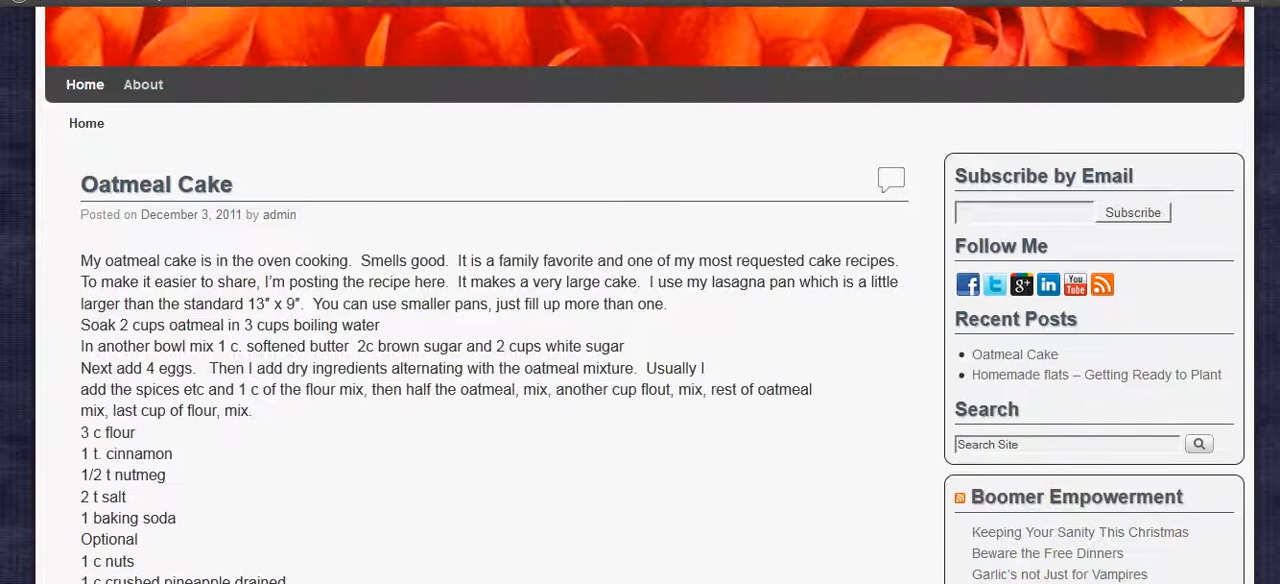 Home About
Home
Oatmeal Cake
Posted on December 3, 2011 by admin
My oatmeal cake is in the oven cooking.  Smells good.  It is a family favorite and one of my most requested cake recipes.
To make it easier to share, I'm posting the recipe here.  It makes a very large cake.  I use my lasagna pan which is a little
larger than the standard 13″ x 9″.  You can use smaller pans, just fill up more than one.
Soak 2 cups oatmeal in 3 cups boiling water
In another bowl mix 1 c. softened butter  2c brown sugar and 2 cups white sugar
Next add 4 eggs.   Then I add dry ingredients alternating with the oatmeal mixture.  Usually I
add the spices etc and 1 c of the flour mix, then half the oatmeal, mix, another cup flout, mix, rest of oatmeal
mix, last cup of flour, mix.
3 c flour
1 t. cinnamon
1/2 t nutmeg
2 t salt
1 baking soda
Optional
1 c nuts
1 c crushed pineapple drained
Subscribe by Email
Subscribe
Follow Me
You Tube
Recent Posts
Oatmeal Cake
Homemade flats – Getting Ready to Plant
Search
Search Site
Boomer Empowerment
Keeping Your Sanity This Christmas
Beware the Free Dinners
Garlic's not Just for Vampires